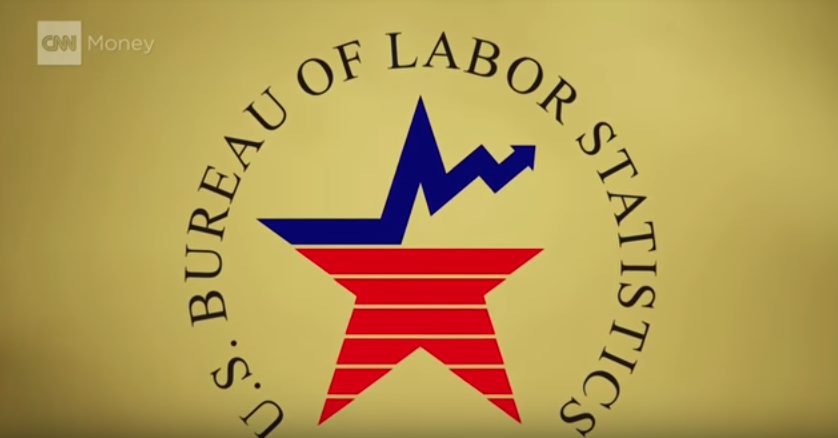 CNN Money
U.S. BUREAU OF LABOR STATISTICS